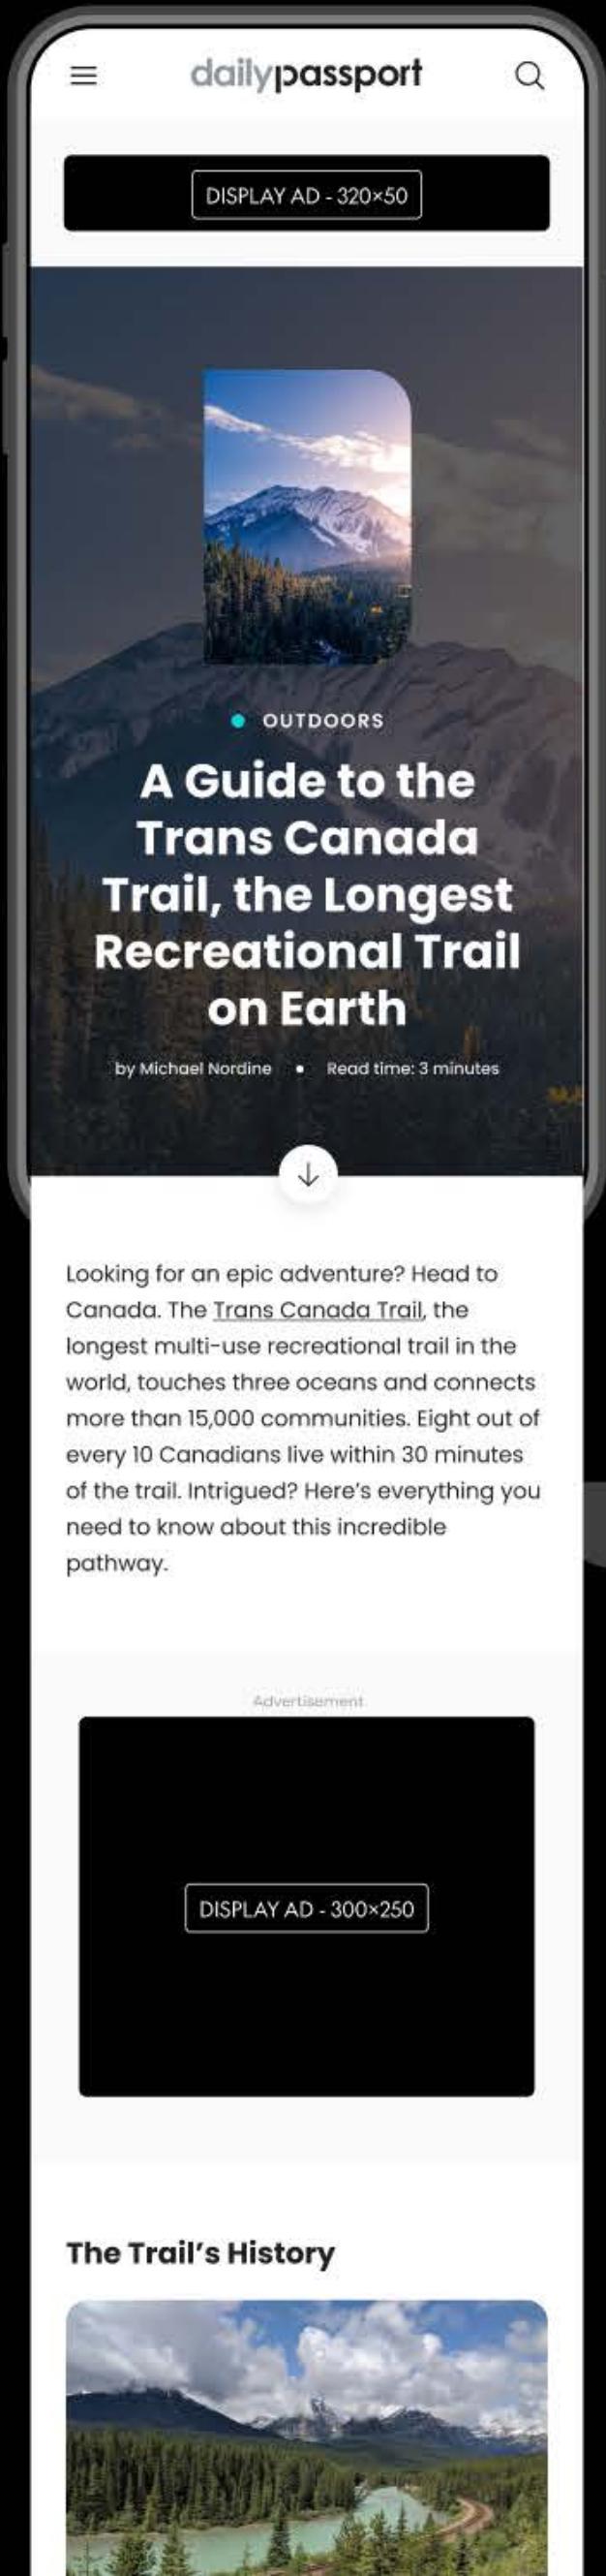 dailypassport
DISPLAY AD - 320×50
OUTDOORS
A Guide to the
Trans Canada
Trail, the Longest
Recreational Trail
on Earth
by Michael Nordine • Read time: 3 minutes
Looking for an epic adventure? Head to
Canada. The Trans Canada Trail, the
longest multi-use recreational trail in the
world, touches three oceans and connects
more than 15,000 communities. Eight out of
every 10 Canadians live within 30 minutes
of the trail. Intrigued? Here’s everything you
need to know about this incredible
pathway.
Advertisement
DISPLAY AD - 300×250
The Trail’s History